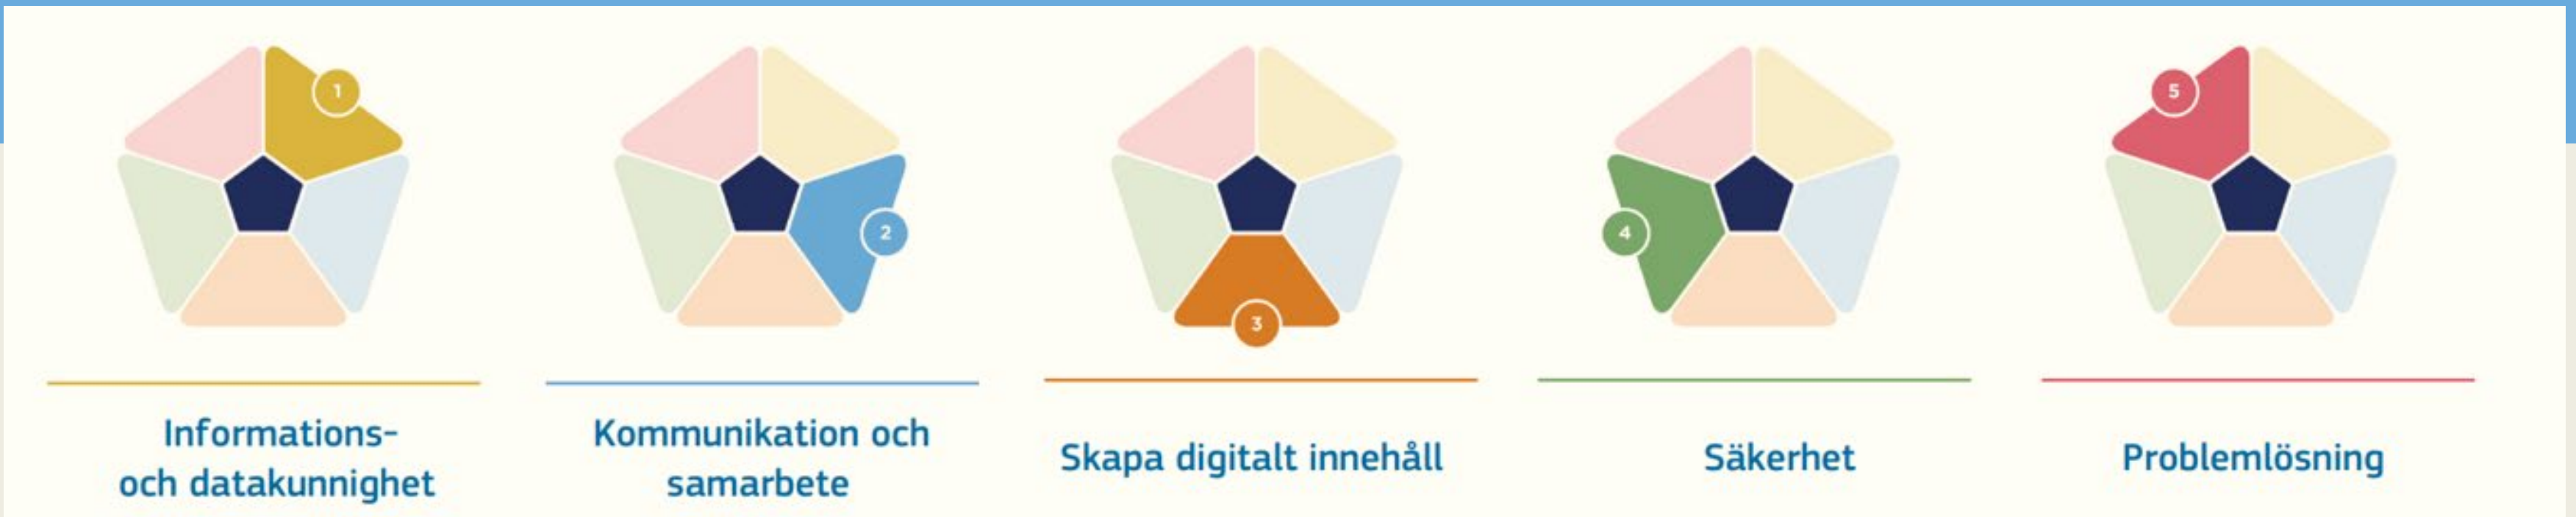 1
2
3
4
5
Informations-
och datakunnighet
Kommunikation och
samarbete
Skapa digitalt innehåll
Säkerhet
Problemlösning